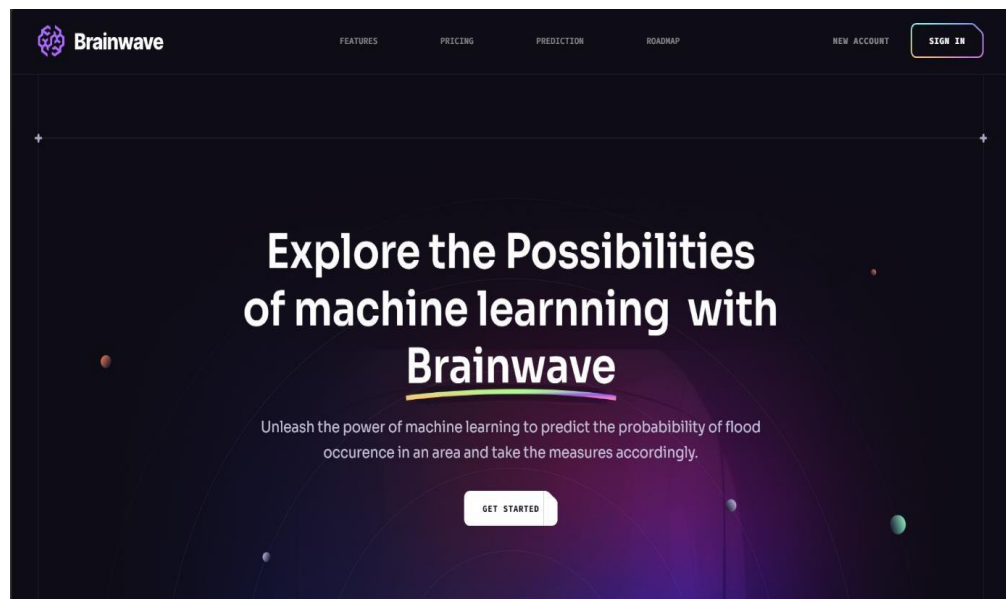 Brainwave
FEATURES PRICING PREDICTION ROADMAP
NEW ACCOUNT SIGN IN
Explore the Possibilities
of machine learnning with
Brainwave
Unleash the power of machine learning to predict the probabibility of flood
occurence in an area and take the measures accordingly.
GET STARTED